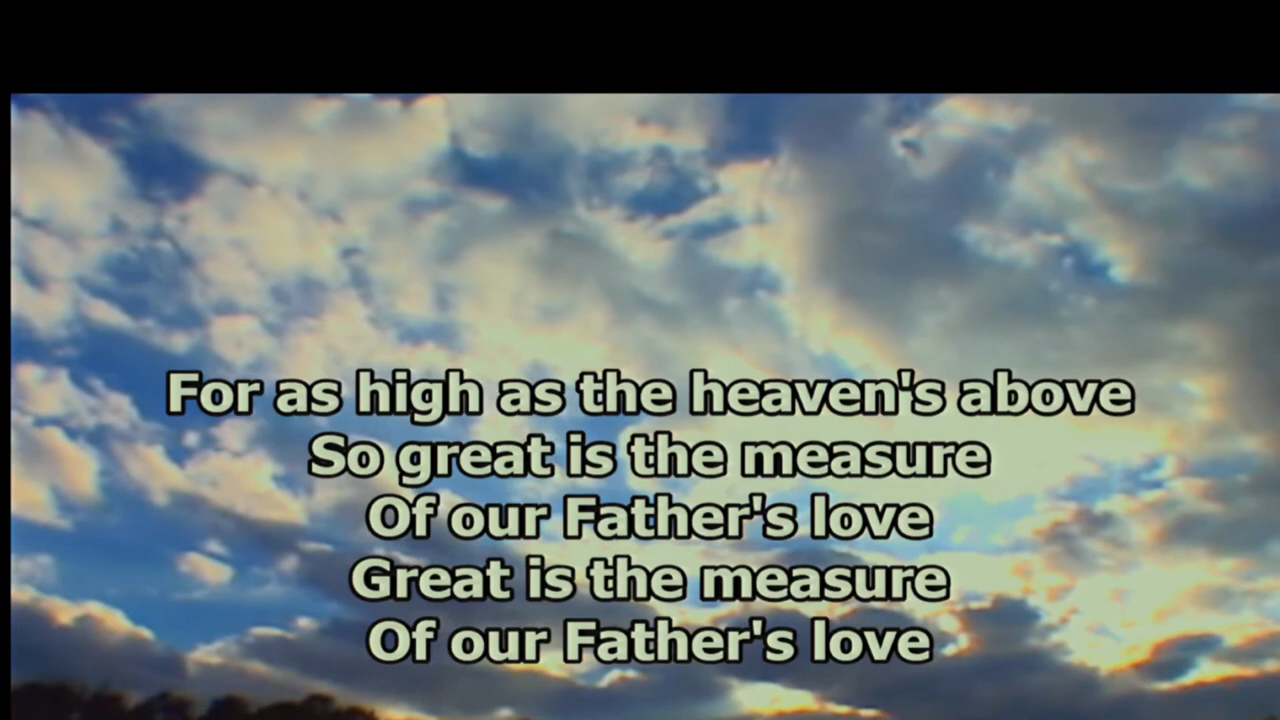 For as high as the heaven's above
So great is the measure
Of our Father's love
Great is the measure
Of our Father's love